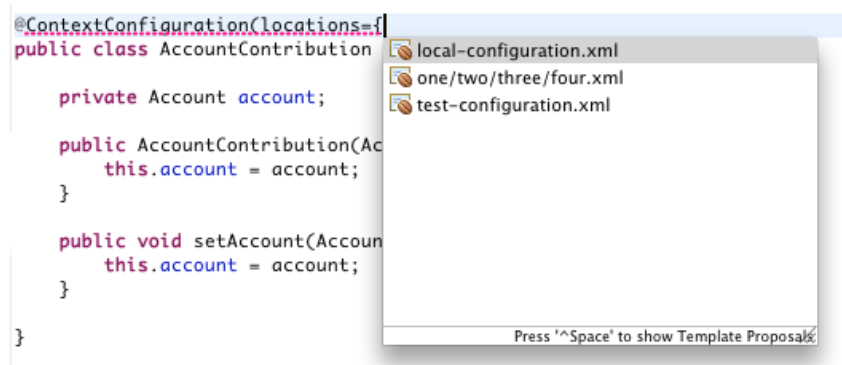 @ContextConfiguration(locations={
public class AccountContribution
private Account account;
public AccountContribution(Ac
this.account = account;
}
public void setAccount(Accoun
this.account = account;
}
}
local-configuration.xml
one/two/three/four.xml
test-configuration.xml
Press '^Space' to show Template Proposals